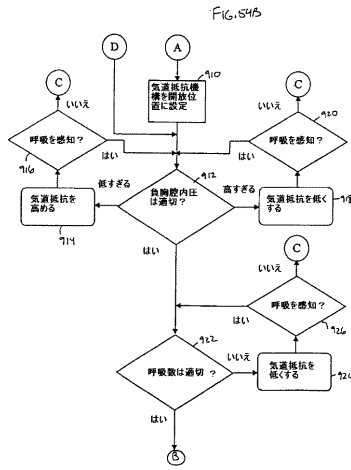 FIG. 54B
D
A
910
気道抵抗機
構を開放位
置に設定
C
いいえ
呼吸を感知?
916
はい
C
920
いいえ
呼吸を感知?
はい
912
負胸腔内圧
は適切?
低すぎる
高すぎる
気道抵抗を
高める
914
気道抵抗を低く
する
918
はい
C
いいえ
呼吸を感知?
926
はい
922
呼吸数は適切 ?
いいえ
気道抵抗を
低くする
はい
B